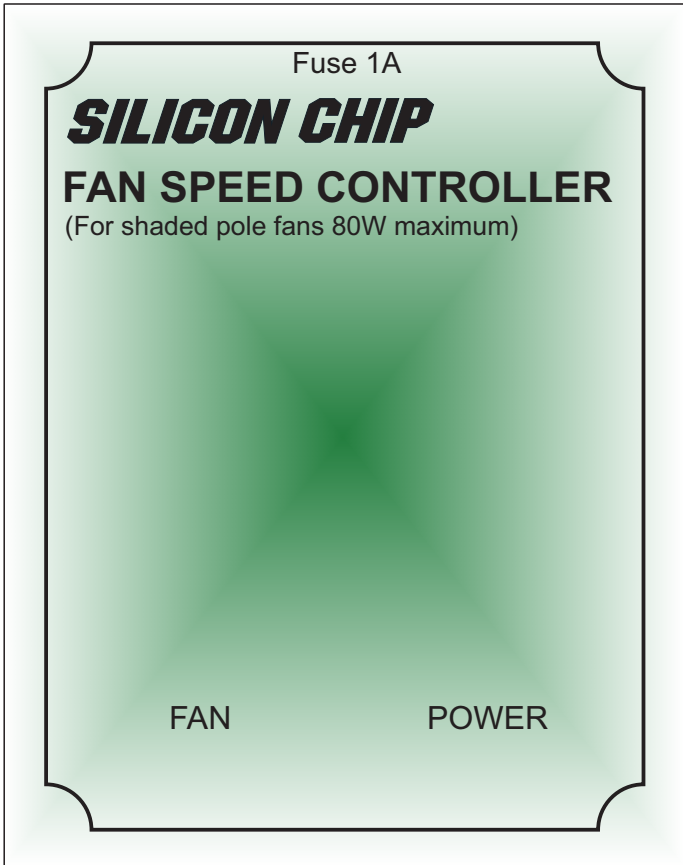 Fuse 1A
SILICON CHIP
FAN SPEED CONTROLLER
(For shaded pole fans 80W maximum)
FAN POWER